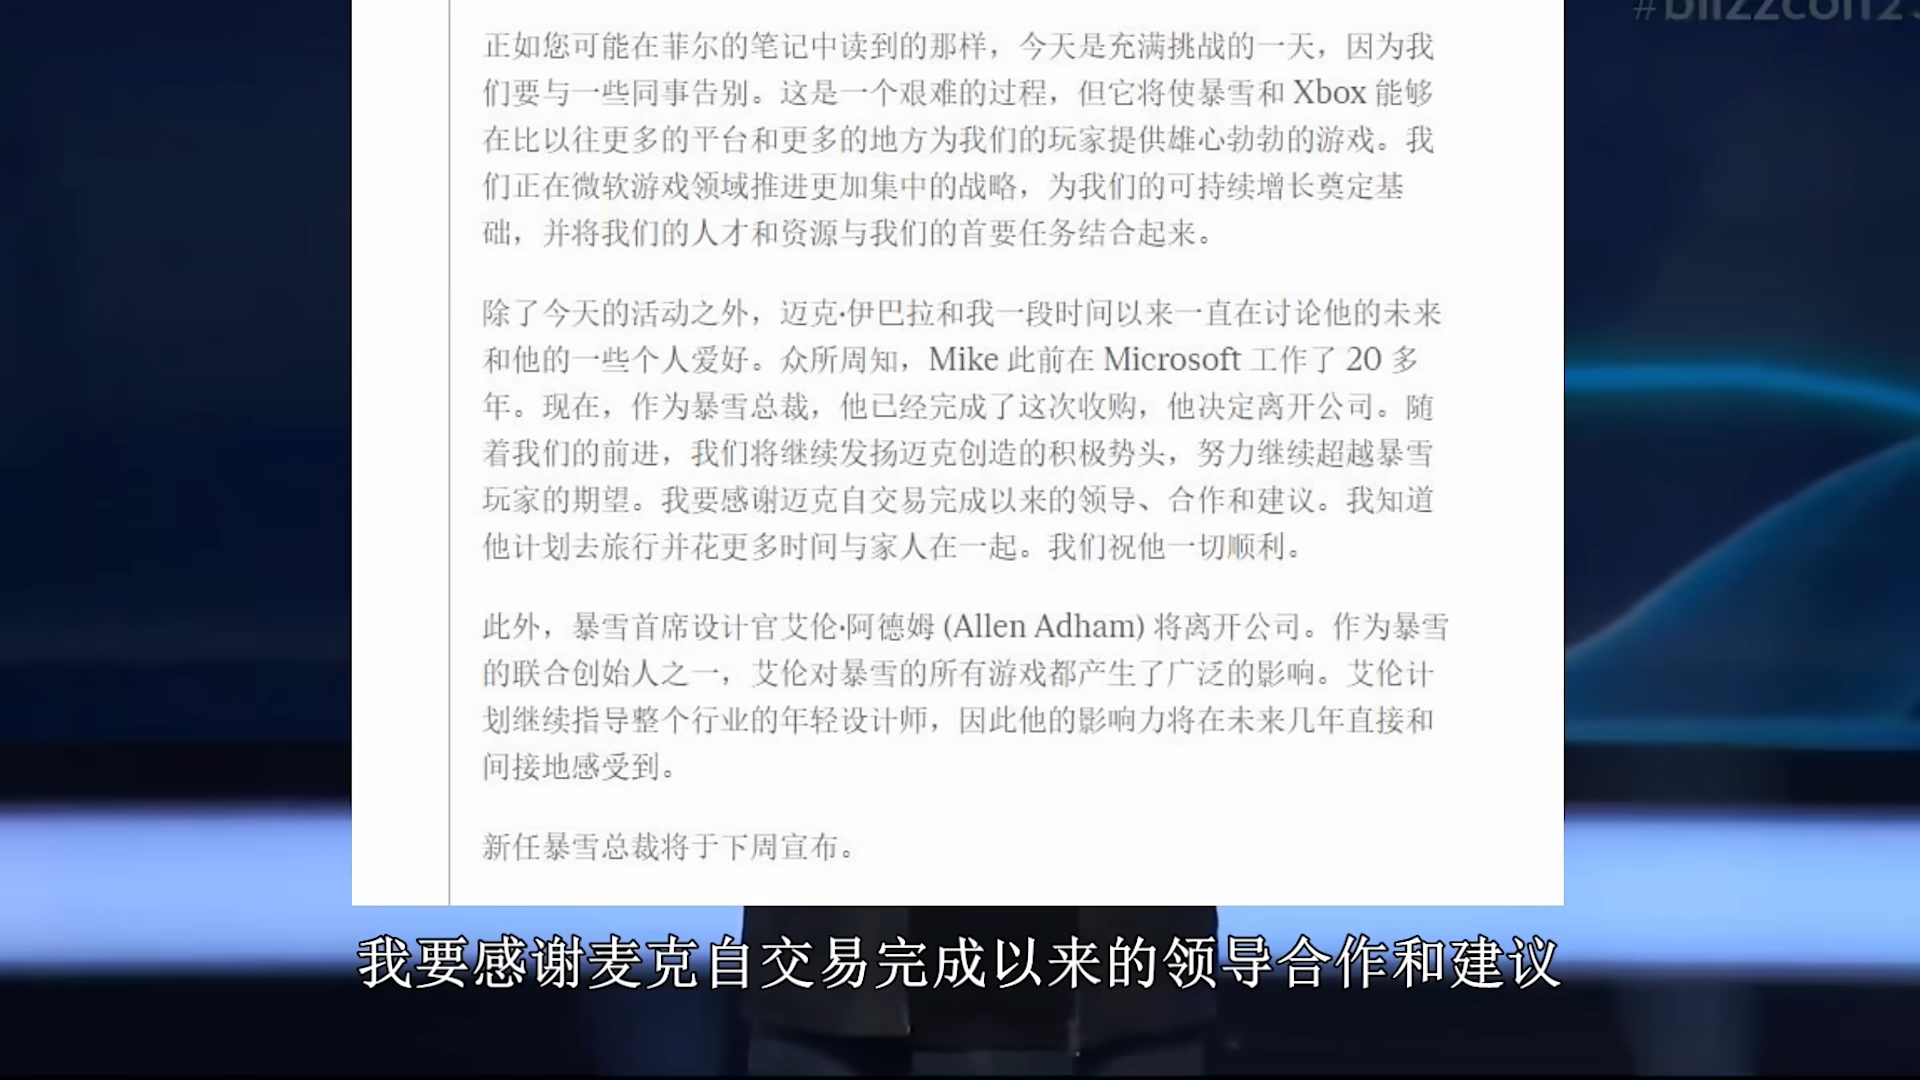 #blizzcon23
正如您可能在菲尔的笔记中读到的那样，今天是充满挑战的一天，因为我
们要与一些同事告别。这是一个艰难的过程，但它将使暴雪和 Xbox 能够
在比以往更多的平台和更多的地方为我们的玩家提供雄心勃勃的游戏。我
们正在微软游戏领域推进更加集中的战略，为我们的可持续增长奠定基
础，并将我们的人才和资源与我们的首要任务结合起来。
除了今天的活动之外，迈克·伊巴拉和我一段时间以来一直在讨论他的未来
和他的一些个人爱好。众所周知，Mike 此前在 Microsoft 工作了 20 多
年。现在，作为暴雪总裁，他已经完成了这次收购，他决定离开公司。随
着我们的前进，我们将继续发扬迈克创造的积极势头，努力继续超越暴雪
玩家的期望。我要感谢迈克自交易完成以来的领导、合作和建议。我知道
他计划去旅行并花更多时间与家人在一起。我们祝他一切顺利。
此外，暴雪首席设计官艾伦·阿德姆 (Allen Adham) 将离开公司。作为暴雪
的联合创始人之一，艾伦对暴雪的所有游戏都产生了广泛的影响。艾伦计
划继续指导整个行业的年轻设计师，因此他的影响力将在未来几年直接和
间接地感受到。
新任暴雪总裁将于下周宣布。
我要感谢麦克自交易完成以来的领导合作和建议